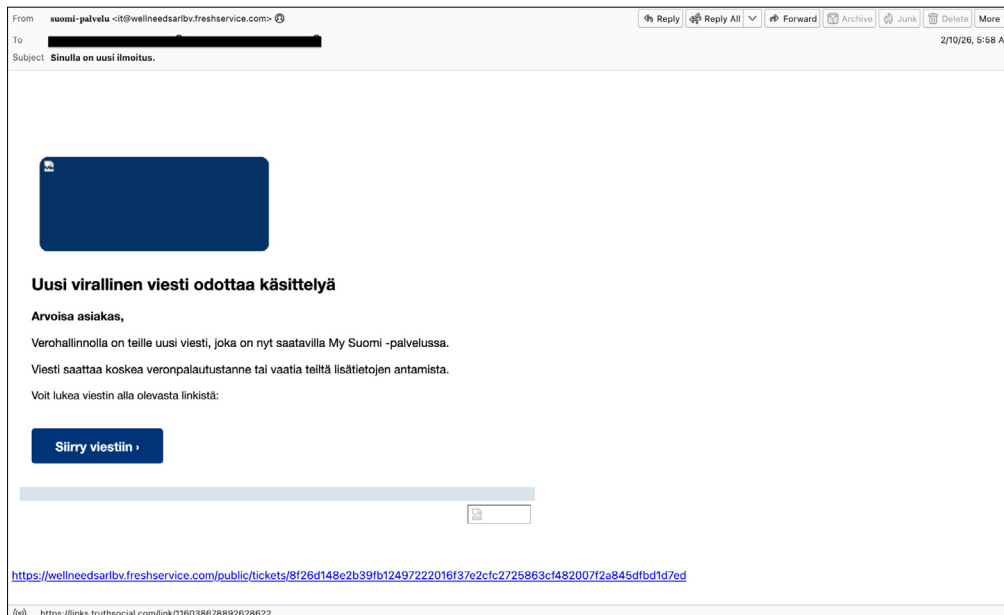 From suomi-palvelu <it@wellneedsarlbv.freshservice.com>
Reply Reply All Forward Archive Junk Delete More
To
2/10/26, 5:58 A
Subject Sinulla on uusi ilmoitus.
Uusi virallinen viesti odottaa käsittelyä
Arvoisa asiakas,
Verohallinnolla on teille uusi viesti, joka on nyt saatavilla My Suomi -palvelussa.
Viesti saattaa koskea veronpalautustanne tai vaatia teiltä lisätietojen antamista.
Voit lukea viestin alla olevasta linkistä:
Siirry viestiin ›
https://wellneedsarlbv.freshservice.com/public/tickets/8f26d148e2b39fb12497222016f37e2cfc2725863cf482007f2a845dfbd1d7ed
https://links.truthsocial.com/link/116038678892628622